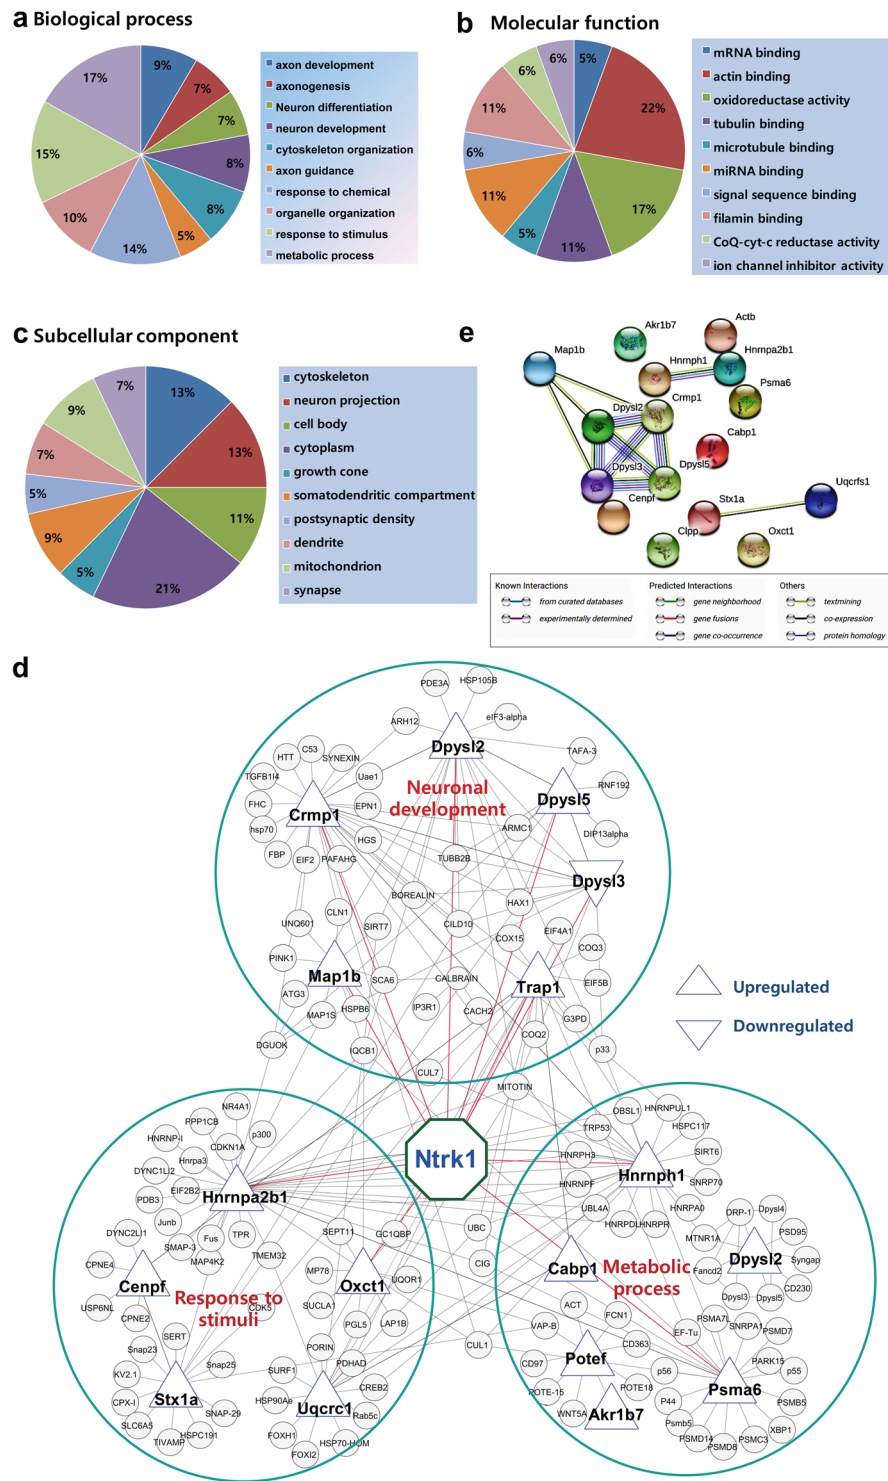 a Biological process
9%
7%
7%
8%
8%
5%
14%
10%
15%
17%
axon development
axonogenesis
Neuron differentiation
neuron development
cytoskeleton organization
axon guidance
response to chemical
organelle organization
response to stimulus
metabolic process
b Molecular function
5%
22%
17%
11%
5%
11%
6%
11%
6%
6%
mRNA binding
actin binding
oxidoreductase activity
tubulin binding
microtubule binding
miRNA binding
signal sequence binding
filamin binding
CoQ-cyt-c reductase activity
ion channel inhibitor activity
c Subcellular component
13%
13%
11%
21%
5%
9%
5%
7%
9%
7%
cytoskeleton
neuron projection
cell body
cytoplasm
growth cone
somatodendritic compartment
postsynaptic density
dendrite
mitochondrion
synapse
e
Map1b
Akr1b7
Actb
Hnrnph1
Hnrnpa2b1
Psma6
Dpysl2
Crmp1
Cabp1
Dpysl3
Dpysl5
Cenpf
Stx1a
Uqcrfs1
Clpp
Oxct1
Known Interactions
from curated databases
experimentally determined
Predicted Interactions
gene neighborhood
gene fusions
gene co-occurrence
Others
textmining
co-expression
protein homology
d
PDE3A
HSP105B
ARH12
eIF3-alpha
Dpysl2
TAFA-3
HTT
C53
SYNEXIN
TGFB1I4
Uae1
Neuronal
development
RNF192
Dpysl5
FHC
Crmp1
EPN1
hsp70
ARMC1
DIP13alpha
HGS
FBP
EIF2
PAFAHG
TUBB2B
Dpysl3
BOREALIN
HAX1
CLN1
UNQ601
SIRT7
CILD10
EIF4A1
COX15
COQ3
PINK1
Map1b
SCA6
CALBRAIN
Trap1
EIF5B
ATG3
MAP1S
HSPB6
IP3R1
CACH2
G3PD
COQ2
DGUOK
IQCB1
p33
CUL7
MITOTIN
Upregulated
Downregulated
Ntrk1
NR4A1
PPP1CB
p300
HNRNP-I
CDKN1A
Hnrpa3
DYNC1LI2
EIF2B2
Hnrnpa2b1
PDB3
Junb
Fus
TPR
DYNC2LI1
SMAP-3
MAP4K2
TMEM32
SEPT11
GC1QBP
CPNE4
Cenpf
MP78
Oxct1
UQOR1
USP6NL
Response to
stimuli
CPNE2
CDK5
SUCLA1
PGL5
LAP1B
SERT
Snap23
PORIN
Snap25
PDHAD
KV2.1
SURF1
CREB2
Stx1a
HSP90Ae
Uqcrc1
CPX-I
SNAP-29
Rab5c
SLC6A5
HSPC191
FOXH1
TIVAMP
FOXI2
HSP70-HOM
UBC
CIG
CUL1
OBSL1
HNRNPUL1
TRP53
HSPC117
HNRPH3
SIRT6
Hnrnph1
HNRNPF
SNRP70
UBL4A
HNRPA0
HNRPDL
HNRPR
DRP-1
Dpysl4
MTNR1A
PSD95
Dpysl2
Cabp1
Metabolic
process
Syngap
Fancd2
CD230
Dpysl3
Dpysl5
ACT
FCN1
PSMA7L
VAP-B
EF-Tu
SNRPA1
PSMD7
CD363
Potef
PARK15
CD97
p56
p55
POTE18
Psma6
POTE-15
P44
PSMB5
Akr1b7
WNT5A
Psmb5
XBP1
PSMD14
PSMC3
PSMD8